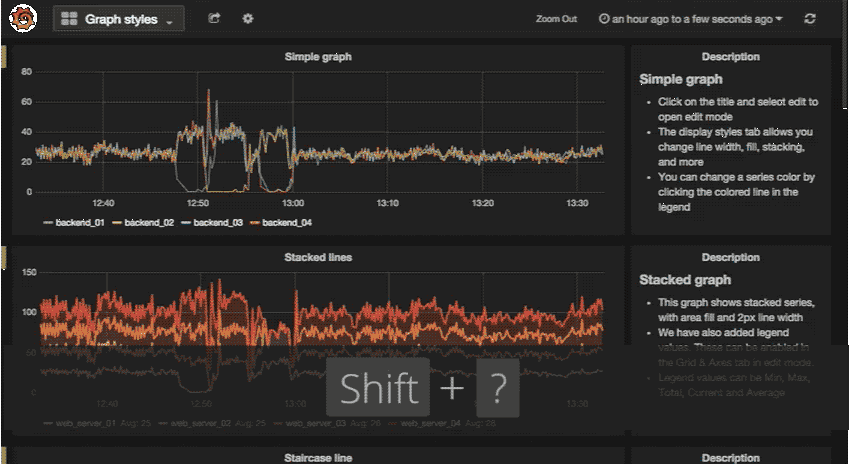 Graph styles
Zoom Out
an hour ago to a few seconds ago
Simple graph
80
60
40
20
0
12:40
12:50
13:00
13:10
13:20
13:30
backend_01 backend_02 backend_03 backend_04
Description
Simple graph
Click on the title and select edit to
open edit mode
The display styles tab allows you
change line width, fill, stacking,
and more
You can change a series color by
clicking the colored line in the
legend
Stacked lines
150
100
50
0
12:40
12:50
13:00
13:30
web_server_01 Avg: 25 web_server_02 Avg: 25 web_server_03 Avg: 26 web_server_04 Avg: 28
Description
Stacked graph
This graph shows stacked series,
with area fill and 2px line width
We have also added legend
values. These can be enabled in
the Grid & Axes tab in edit mode.
Legend values can be Min, Max,
Total, Current and Average
Shift + ?
Staircase line
Description